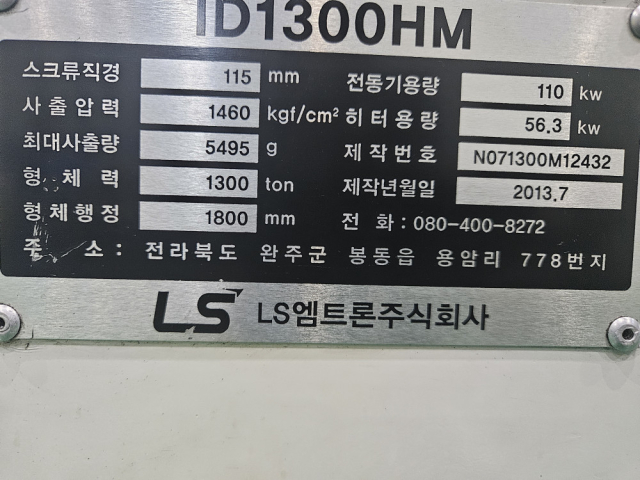 ID1300HM
스크류직경 115 mm 전동기용량 110 kw
사출압력 1460 kgf/cm² 히터용량 56.3 kw
최대사출량 5495 g 제작번호 N071300M12432
형체력 1300 ton 제작년월일 2013.7
형체행정 1800 mm 전화:080-400-8272
주소: 전라북도 완주군 봉동읍 용암리 778번지
LS LS엠트론주식회사